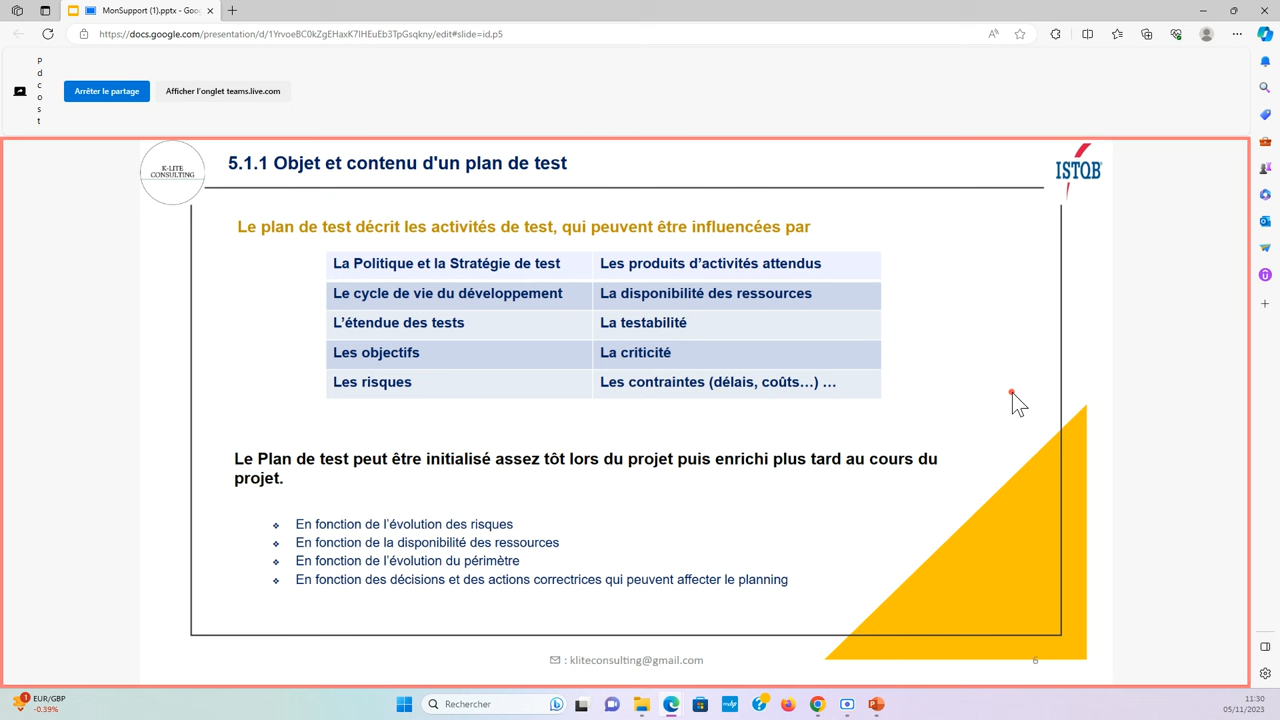 MonSupport (1).pptx - Goo
https://docs.google.com/presentation/d/1YrvoeBC0kZgEHaxK7IHEuEb3TpGsqkny/edit#slide=id.p5
P
d
c
o
s
t
Arrêter le partage
Afficher l'onglet teams.live.com
K-LITE
CONSULTING
5.1.1 Objet et contenu d'un plan de test
ISTQB®
Le plan de test décrit les activités de test, qui peuvent être influencées par
La Politique et la Stratégie de test Les produits d’activités attendus
Le cycle de vie du développement La disponibilité des ressources
L’étendue des tests La testabilité
Les objectifs La criticité
Les risques Les contraintes (délais, coûts…) …
Le Plan de test peut être initialisé assez tôt lors du projet puis enrichi plus tard au cours du
projet.
❖ En fonction de l’évolution des risques
❖ En fonction de la disponibilité des ressources
❖ En fonction de l’évolution du périmètre
❖ En fonction des décisions et des actions correctrices qui peuvent affecter le planning
: kliteconsulting@gmail.com
6
1
EUR/GBP
-0.39%
Rechercher
11:30
05/11/2023